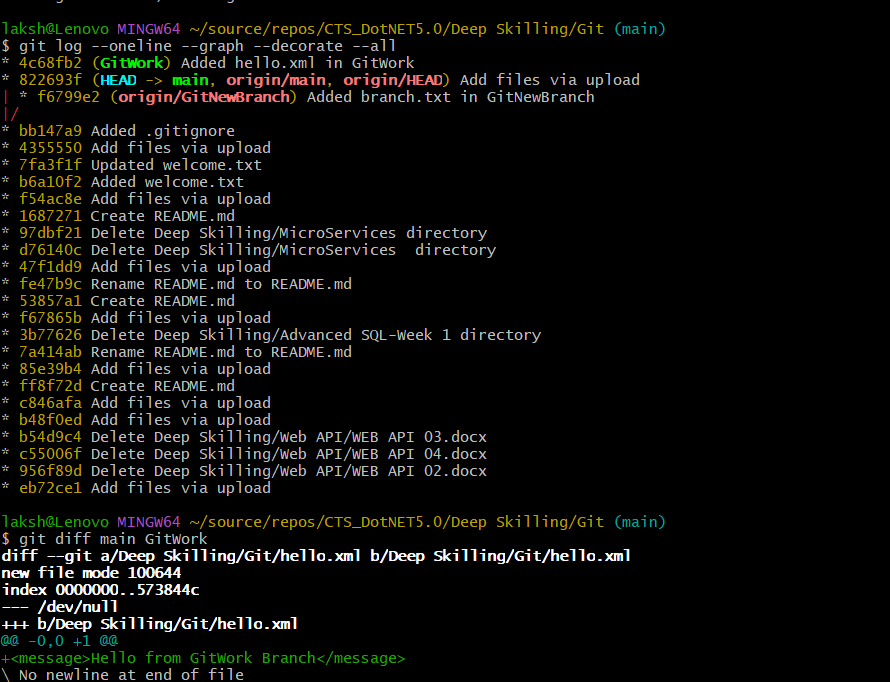 laksh@Lenovo MINGW64 ~/source/repos/CTS_DotNET5.0/Deep Skilling/Git (main)
$ git log --oneline --graph --decorate --all
* 4c68fb2 (GitWork) Added hello.xml in GitWork
* 822693f (HEAD -> main, origin/main, origin/HEAD) Add files via upload
| * f6799e2 (origin/GitNewBranch) Added branch.txt in GitNewBranch
|/
* bb147a9 Added .gitignore
* 4355550 Add files via upload
* 7fa3f1f Updated welcome.txt
* b6a10f2 Added welcome.txt
* f54ac8e Add files via upload
* 1687271 Create README.md
* 97dbf21 Delete Deep Skilling/MicroServices directory
* d76140c Delete Deep Skilling/MicroServices  directory
* 47f1dd9 Add files via upload
* fe47b9c Rename README.md to README.md
* 53857a1 Create README.md
* f67865b Add files via upload
* 3b77626 Delete Deep Skilling/Advanced SQL-Week 1 directory
* 7a414ab Rename README.md to README.md
* 85e39b4 Add files via upload
* ff8f72d Create README.md
* c846afa Add files via upload
* b48f0ed Add files via upload
* b54d9c4 Delete Deep Skilling/Web API/WEB API 03.docx
* c55006f Delete Deep Skilling/Web API/WEB API 04.docx
* 956f89d Delete Deep Skilling/Web API/WEB API 02.docx
* eb72ce1 Add files via upload
laksh@Lenovo MINGW64 ~/source/repos/CTS_DotNET5.0/Deep Skilling/Git (main)
$ git diff main GitWork
diff --git a/Deep Skilling/Git/hello.xml b/Deep Skilling/Git/hello.xml
new file mode 100644
index 0000000..573844c
--- /dev/null
+++ b/Deep Skilling/Git/hello.xml
@@ -0,0 +1 @@
+<message>Hello from GitWork Branch</message>
\ No newline at end of file